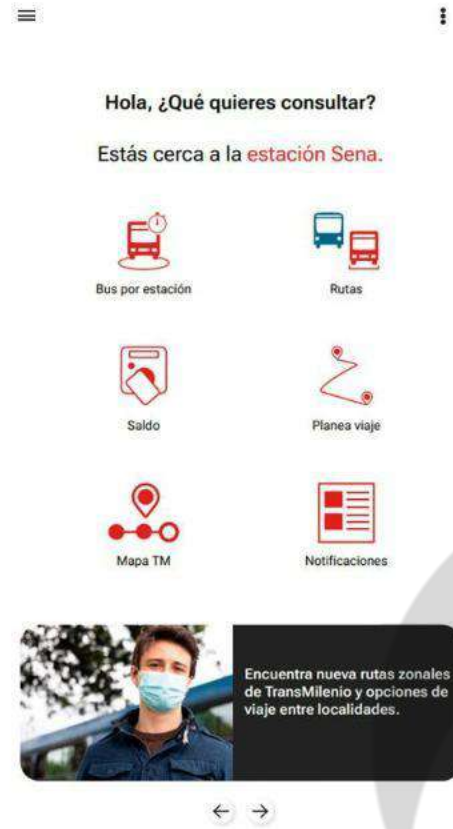 Hola, ¿Qué quieres consultar?
Estás cerca a la estación Sena.
Bus por estación
Rutas
Saldo
Planea viaje
Mapa TM
Notificaciones
Encuentra nueva rutas zonales
de TransMilenio y opciones de
viaje entre localidades.